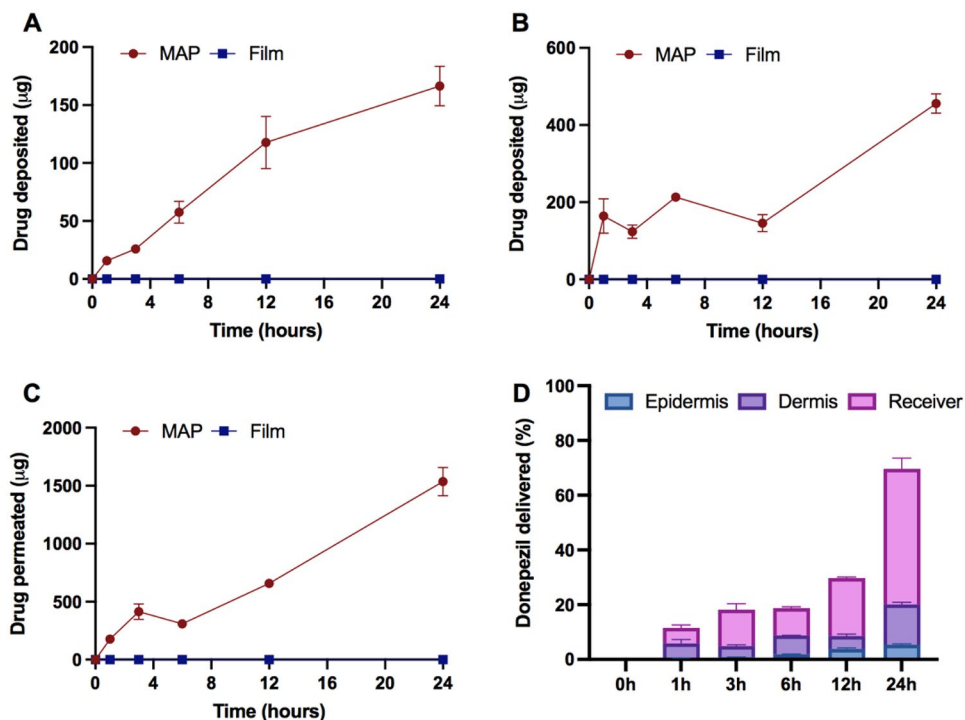 A
MAP Film
Drug deposited (μg)
200
150
100
50
0
0 4 8 12 16 20 24
Time (hours)
B
MAP Film
Drug deposited (μg)
600
400
200
0
0 4 8 12 16 20 24
Time (hours)
C
MAP Film
Drug permeated (μg)
2000
1500
1000
500
0
0 4 8 12 16 20 24
Time (hours)
D
Epidermis Dermis Receiver
Donepezil delivered (%)
100
80
60
40
20
0
0h 1h 3h 6h 12h 24h